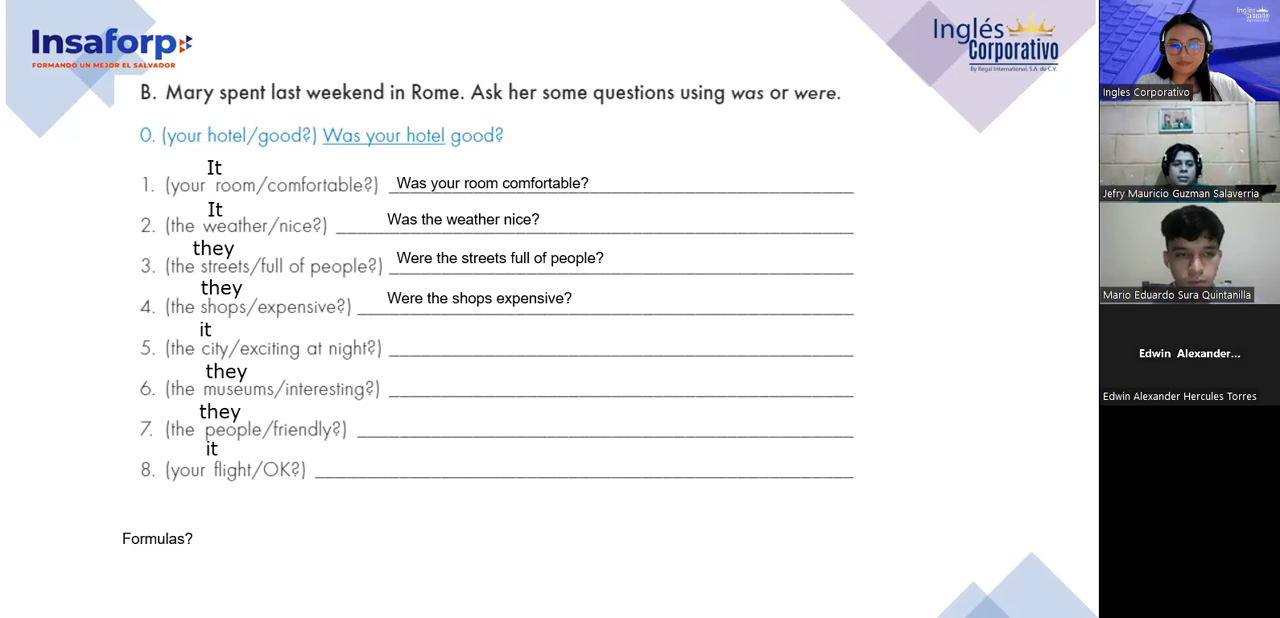 Insaforp
FORMANDO UN MEJOR EL SALVADOR
Inglés
Corporativo
By Regal International, S.A. de C.V.
B. Mary spent last weekend in Rome. Ask her some questions using was or were.
0. (your hotel/good?) Was your hotel good?
It
1. (your room/comfortable?) Was your room comfortable?
It
2. (the weather/nice?) Was the weather nice?
they
3. (the streets/full of people?) Were the streets full of people?
they
4. (the shops/expensive?) Were the shops expensive?
it
5. (the city/exciting at night?)
they
6. (the museums/interesting?)
they
7. (the people/friendly?)
it
8. (your flight/OK?)
Formulas?
Inglés
Ingles Corporativo
Jefry Mauricio Guzman Salaverria
Mario Eduardo Sura Quintanilla
Edwin Alexander...
Edwin Alexander Hercules Torres